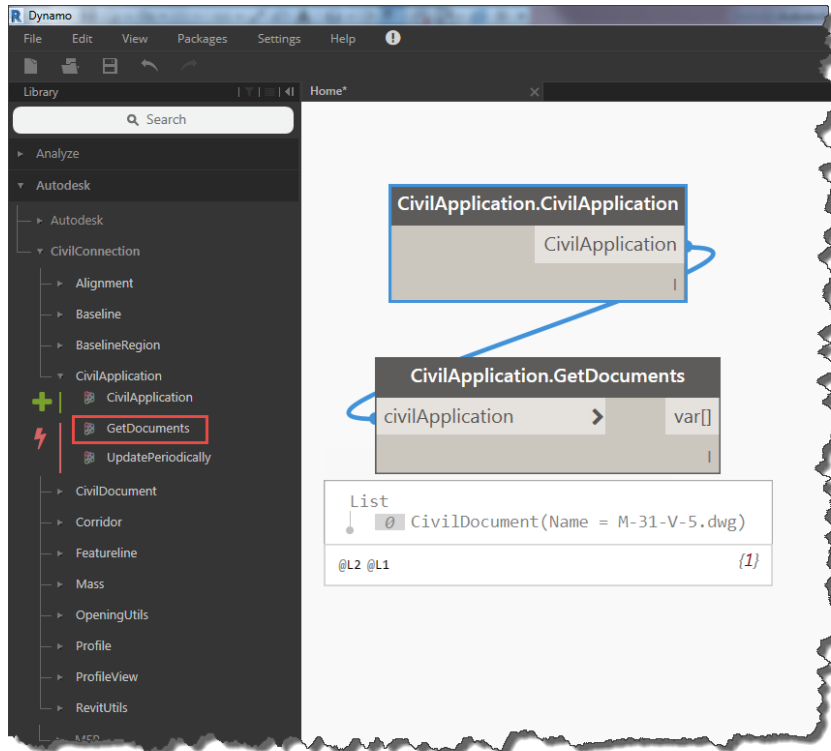 Dynamo
File Edit View Packages Settings Help
Library
Home*
Search
Analyze
Autodesk
Autodesk
CivilConnection
Alignment
Baseline
BaselineRegion
CivilApplication
CivilApplication
GetDocuments
UpdatePeriodically
CivilDocument
Corridor
Featureline
Mass
OpeningUtils
Profile
ProfileView
RevitUtils
MEP
CivilApplication.CivilApplication
CivilApplication
CivilApplication.GetDocuments
civilApplication > var[]
List
0 CivilDocument(Name = M-31-V-5.dwg)
@L2 @L1 {1}